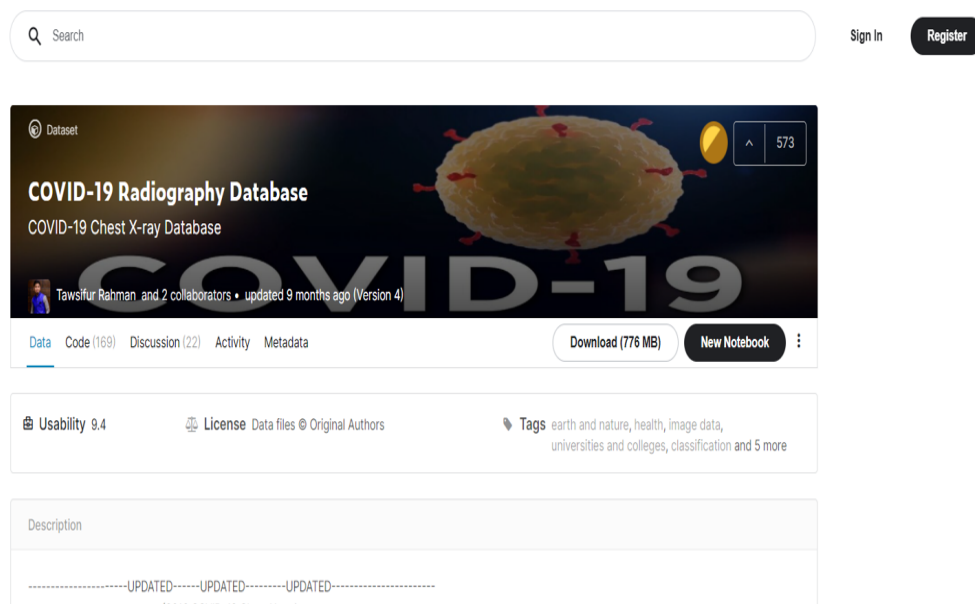 Search
Sign In
Register
Dataset
573
COVID-19 Radiography Database
COVID-19 Chest X-ray Database
COVID-19
Tawsifur Rahman and 2 collaborators • updated 9 months ago (Version 4)
Data Code (169) Discussion (22) Activity Metadata
Download (776 MB)
New Notebook
Usability 9.4
License Data files © Original Authors
Tags earth and nature, health, image data,
universities and colleges, classification and 5 more
Description
----------------------UPDATED------UPDATED---------UPDATED-----------------------